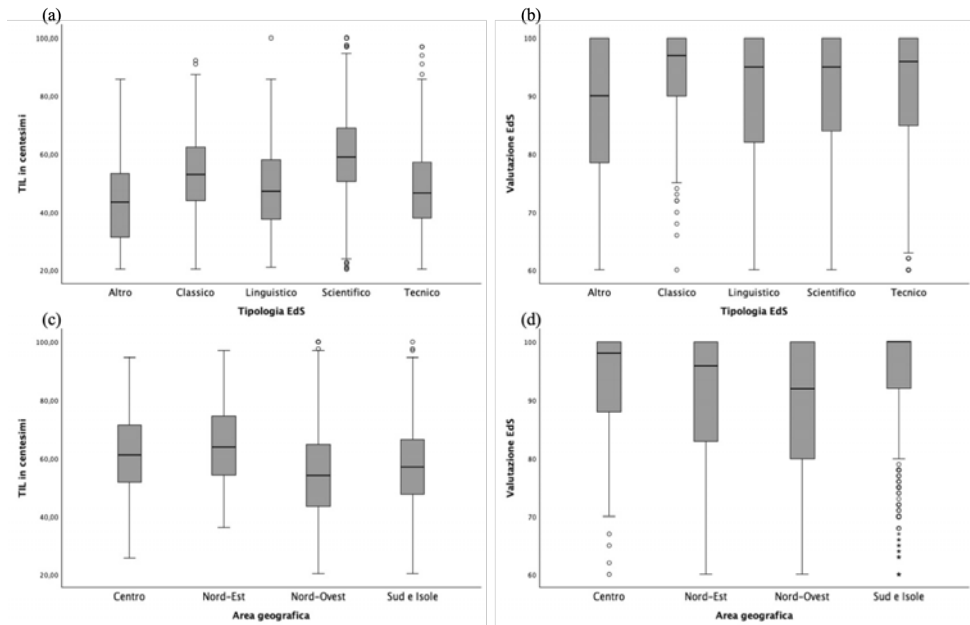 (a)
TIL in centesimi
100,00
80,00
60,00
40,00
20,00
Altro Classico Linguistico Scientifico Tecnico
Tipologia EdS
(b)
Valutazione EdS
100
90
80
70
60
Altro Classico Linguistico Scientifico Tecnico
Tipologia EdS
(c)
TIL in centesimi
100,00
80,00
60,00
40,00
20,00
Centro Nord-Est Nord-Ovest Sud e Isole
Area geografica
(d)
Valutazione EdS
100
90
80
70
60
Centro Nord-Est Nord-Ovest Sud e Isole
Area geografica